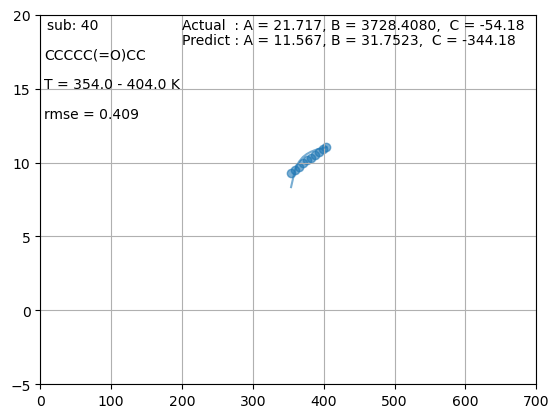 sub: 40
Actual  : A = 21.717, B = 3728.4080,  C = -54.18
Predict : A = 11.567, B = 31.7523,  C = -344.18
CCCCC(=O)CC
T = 354.0 - 404.0 K
rmse = 0.409
20
15
10
5
0
−5
0 100 200 300 400 500 600 700